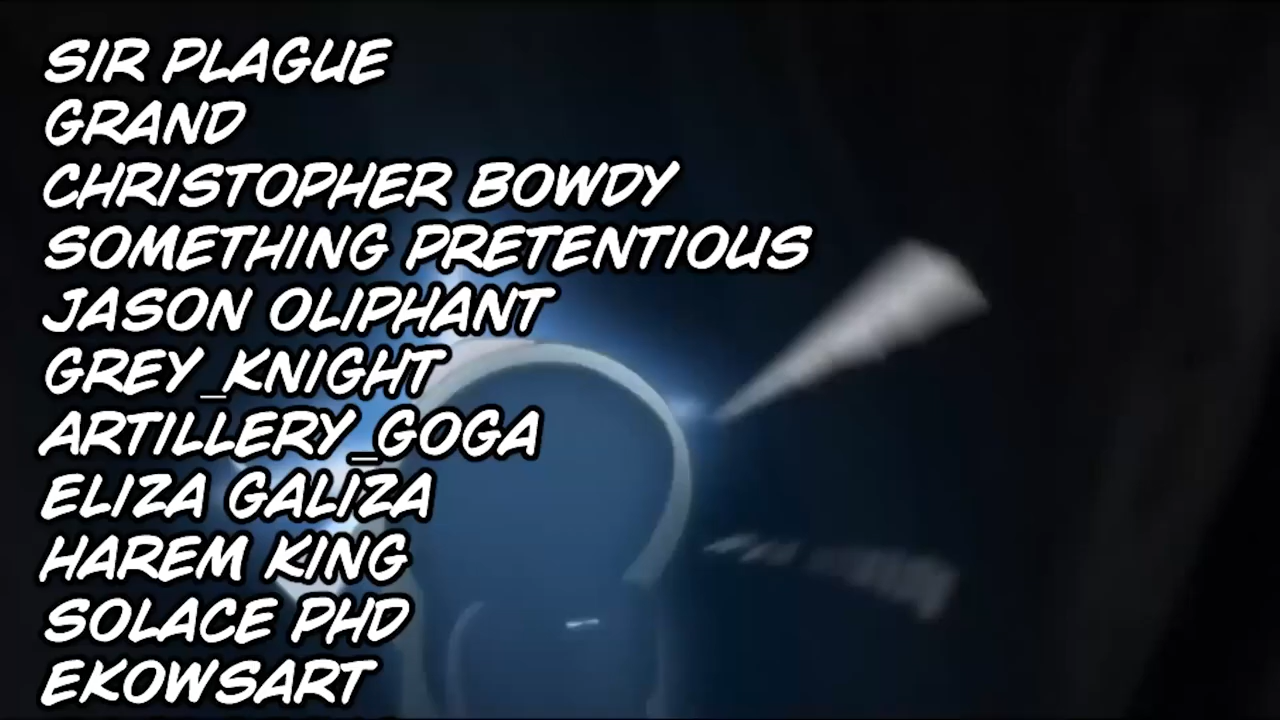 SIR PLAGUE
GRAND
CHRISTOPHER BOWDY
SOMETHING PRETENTIOUS
JASON OLIPHANT
GREY_KNIGHT
ARTILLERY_GOGA
ELIZA GALIZA
HAREM KING
SOLACE PHD
EKOWSART